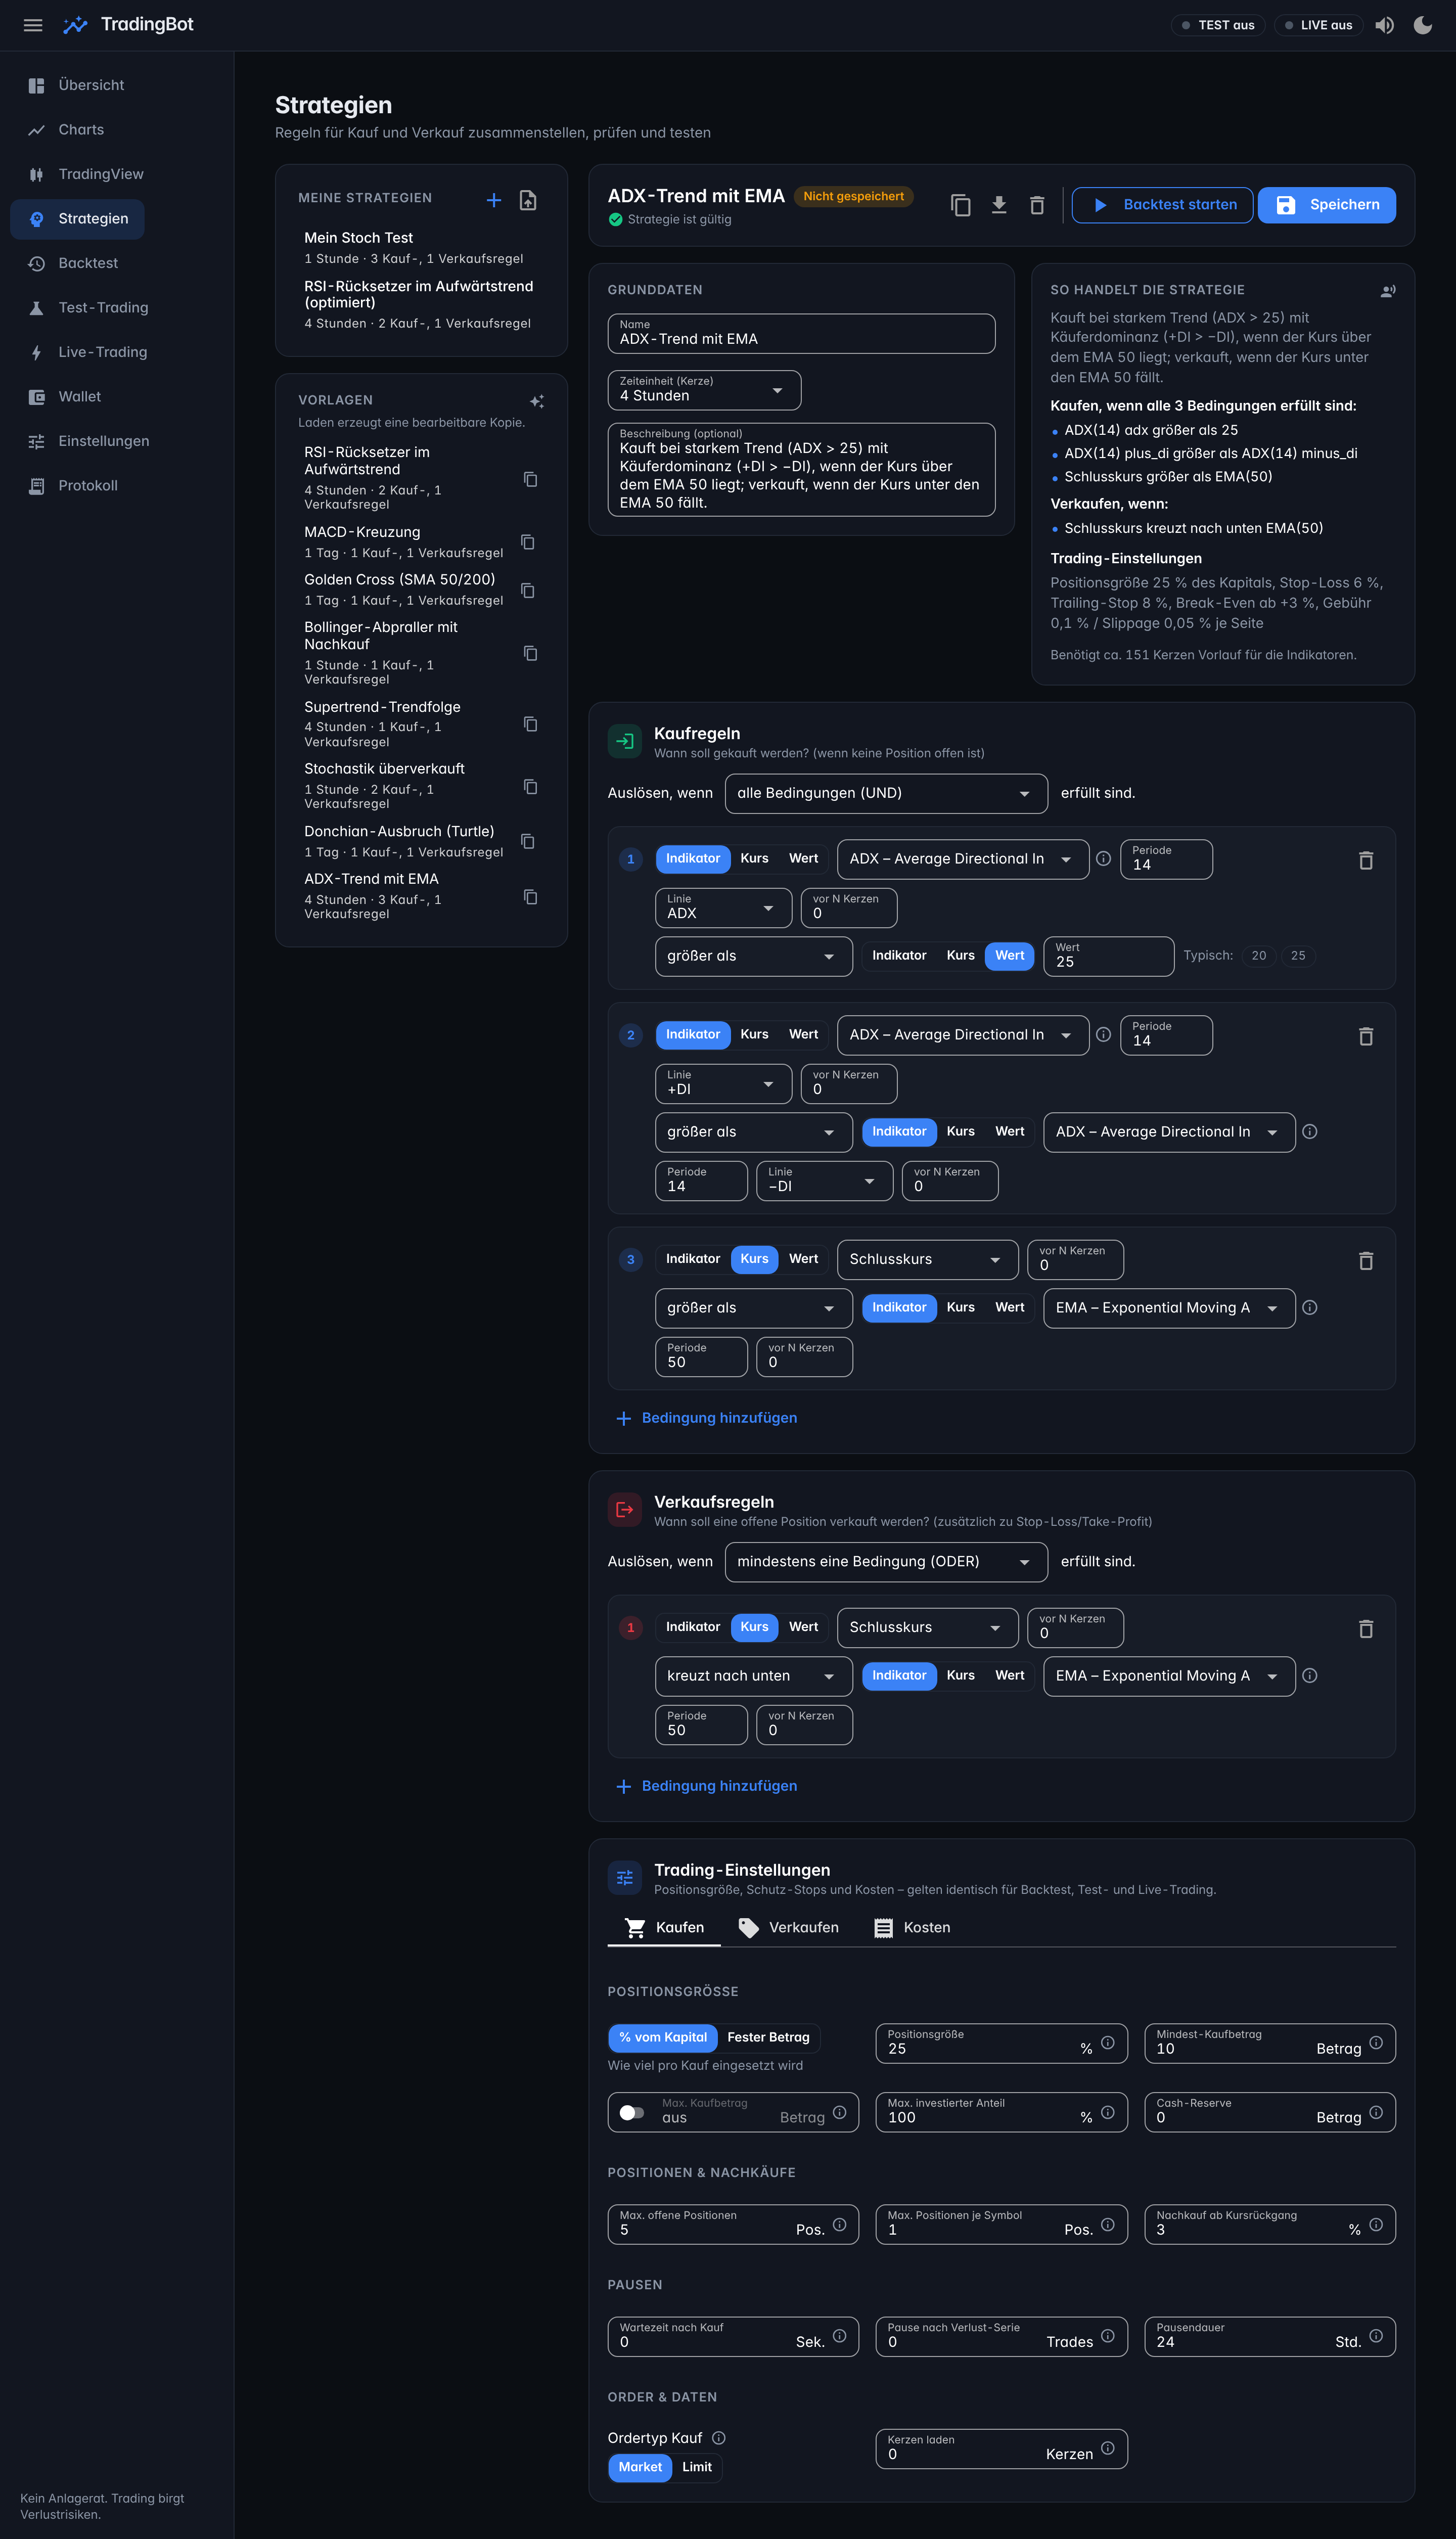 TradingBot
TEST aus
LIVE aus
Übersicht
Charts
TradingView
Strategien
Backtest
Test-Trading
Live-Trading
Wallet
Einstellungen
Protokoll
Kein Anlagerat. Trading birgt
Verlustrisiken.
Strategien
Regeln für Kauf und Verkauf zusammenstellen, prüfen und testen
MEINE STRATEGIEN
Mein Stoch Test
1 Stunde · 3 Kauf-, 1 Verkaufsregel
RSI-Rücksetzer im Aufwärtstrend
(optimiert)
4 Stunden · 2 Kauf-, 1 Verkaufsregel
VORLAGEN
Laden erzeugt eine bearbeitbare Kopie.
RSI-Rücksetzer im
Aufwärtstrend
4 Stunden · 2 Kauf-, 1
Verkaufsregel
MACD-Kreuzung
1 Tag · 1 Kauf-, 1 Verkaufsregel
Golden Cross (SMA 50/200)
1 Tag · 1 Kauf-, 1 Verkaufsregel
Bollinger-Abpraller mit
Nachkauf
1 Stunde · 1 Kauf-, 1
Verkaufsregel
Supertrend-Trendfolge
4 Stunden · 1 Kauf-, 1
Verkaufsregel
Stochastik überverkauft
1 Stunde · 2 Kauf-, 1
Verkaufsregel
Donchian-Ausbruch (Turtle)
1 Tag · 1 Kauf-, 1 Verkaufsregel
ADX-Trend mit EMA
4 Stunden · 3 Kauf-, 1
Verkaufsregel
ADX-Trend mit EMA
Nicht gespeichert
Strategie ist gültig
Backtest starten
Speichern
GRUNDDATEN
Name
ADX-Trend mit EMA
Zeiteinheit (Kerze)
4 Stunden
Beschreibung (optional)
Kauft bei starkem Trend (ADX > 25) mit
Käuferdominanz (+DI > −DI), wenn der Kurs über
dem EMA 50 liegt; verkauft, wenn der Kurs unter den
EMA 50 fällt.
SO HANDELT DIE STRATEGIE
Kauft bei starkem Trend (ADX > 25) mit
Käuferdominanz (+DI > −DI), wenn der Kurs über
dem EMA 50 liegt; verkauft, wenn der Kurs unter
den EMA 50 fällt.
Kaufen, wenn alle 3 Bedingungen erfüllt sind:
ADX(14) adx größer als 25
ADX(14) plus_di größer als ADX(14) minus_di
Schlusskurs größer als EMA(50)
Verkaufen, wenn:
Schlusskurs kreuzt nach unten EMA(50)
Trading-Einstellungen
Positionsgröße 25 % des Kapitals, Stop-Loss 6 %,
Trailing-Stop 8 %, Break-Even ab +3 %, Gebühr
0,1 % / Slippage 0,05 % je Seite
Benötigt ca. 151 Kerzen Vorlauf für die Indikatoren.
Kaufregeln
Wann soll gekauft werden? (wenn keine Position offen ist)
Auslösen, wenn alle Bedingungen (UND) erfüllt sind.
1 Indikator Kurs Wert ADX – Average Directional In Periode 14
Linie ADX vor N Kerzen 0
größer als Indikator Kurs Wert Wert 25 Typisch: 20 25
2 Indikator Kurs Wert ADX – Average Directional In Periode 14
Linie +DI vor N Kerzen 0
größer als Indikator Kurs Wert ADX – Average Directional In
Periode 14 Linie −DI vor N Kerzen 0
3 Indikator Kurs Wert Schlusskurs vor N Kerzen 0
größer als Indikator Kurs Wert EMA – Exponential Moving A
Periode 50 vor N Kerzen 0
Bedingung hinzufügen
Verkaufsregeln
Wann soll eine offene Position verkauft werden? (zusätzlich zu Stop-Loss/Take-Profit)
Auslösen, wenn mindestens eine Bedingung (ODER) erfüllt sind.
1 Indikator Kurs Wert Schlusskurs vor N Kerzen 0
kreuzt nach unten Indikator Kurs Wert EMA – Exponential Moving A
Periode 50 vor N Kerzen 0
Bedingung hinzufügen
Trading-Einstellungen
Positionsgröße, Schutz-Stops und Kosten – gelten identisch für Backtest, Test- und Live-Trading.
Kaufen Verkaufen Kosten
POSITIONSGRÖSSE
% vom Kapital Fester Betrag
Wie viel pro Kauf eingesetzt wird
Positionsgröße 25 %
Mindest-Kaufbetrag 10 Betrag
Max. Kaufbetrag aus Betrag
Max. investierter Anteil 100 %
Cash-Reserve 0 Betrag
POSITIONEN & NACHKÄUFE
Max. offene Positionen 5 Pos.
Max. Positionen je Symbol 1 Pos.
Nachkauf ab Kursrückgang 3 %
PAUSEN
Wartezeit nach Kauf 0 Sek.
Pause nach Verlust-Serie 0 Trades
Pausendauer 24 Std.
ORDER & DATEN
Ordertyp Kauf
Market Limit
Kerzen laden 0 Kerzen